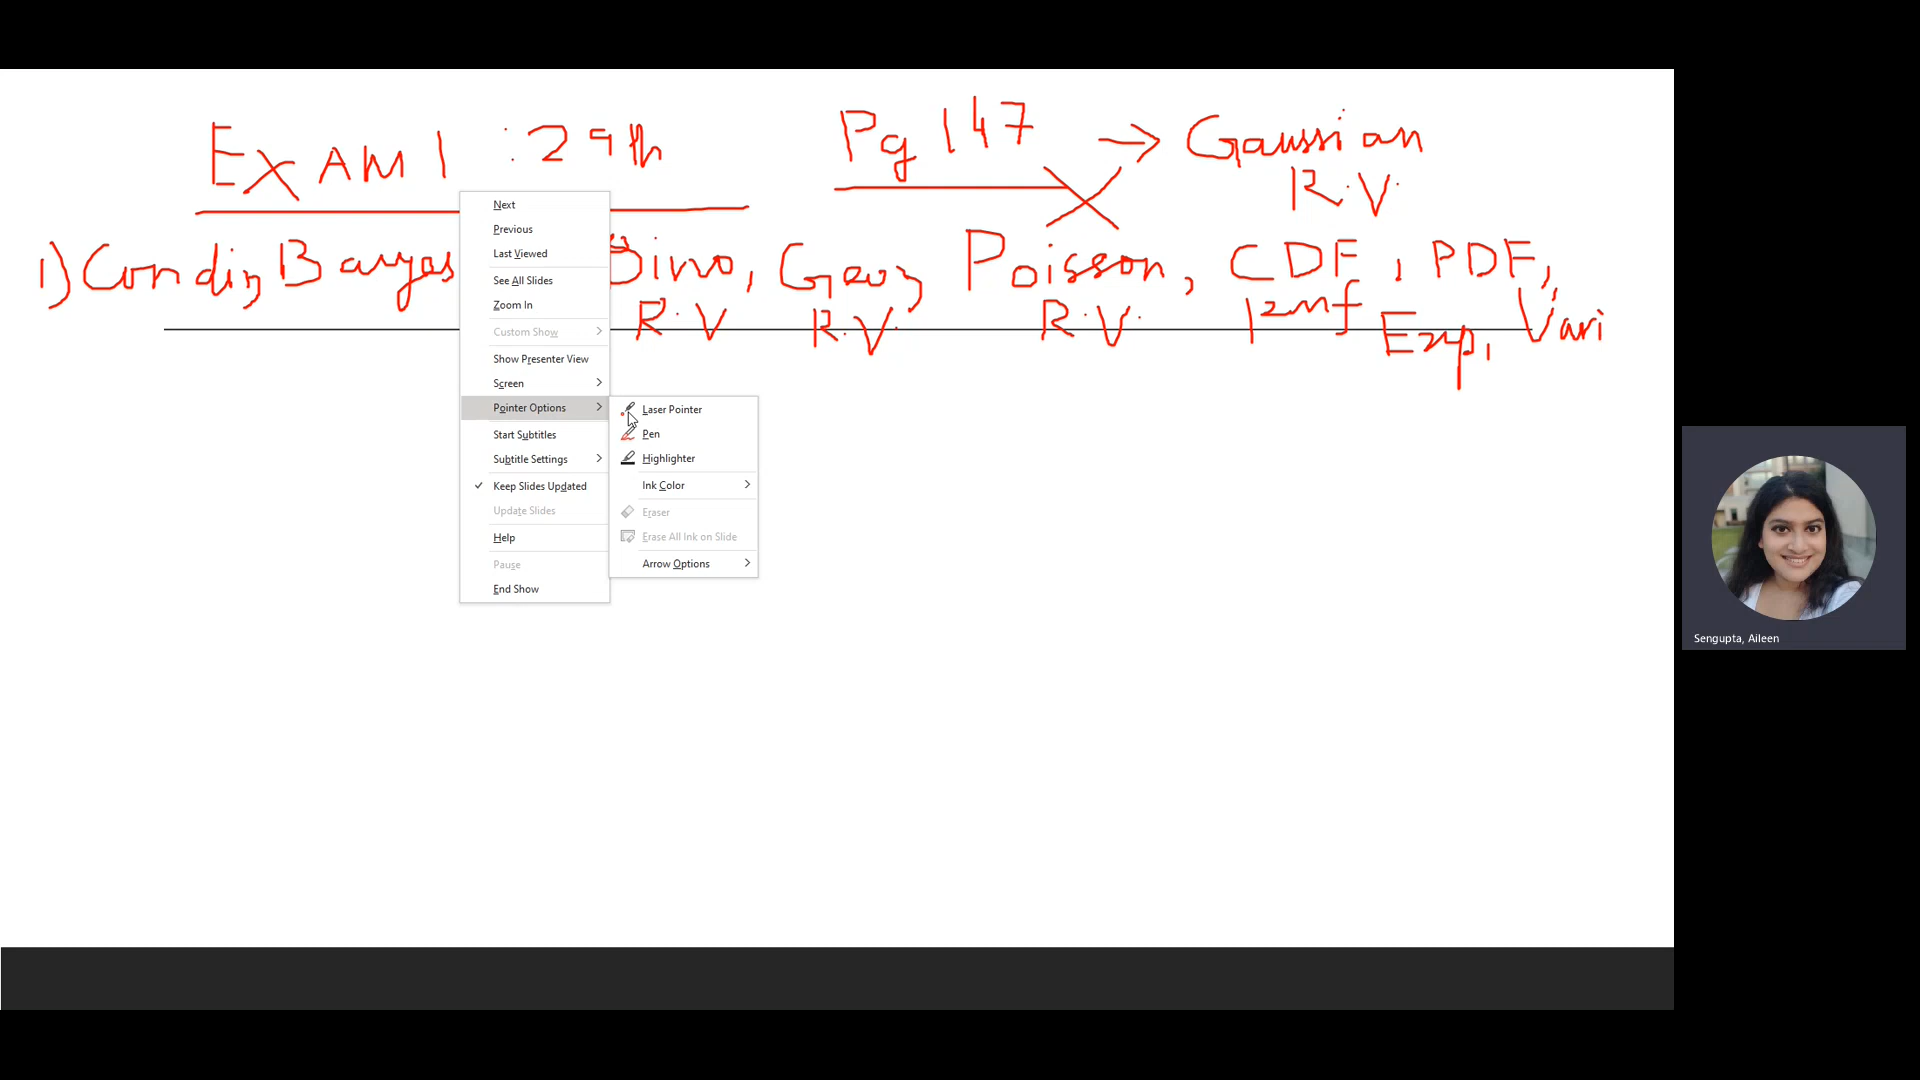 EXAM 1 : 29th
Pg 147 → Gaussian
R.V.
1) Condi, Bayes Bino, Geo, Poisson, CDF, PDF,
R.V R.V. R.V. pmf Exp, Vari
Next
Previous
Last Viewed
See All Slides
Zoom In
Custom Show
Show Presenter View
Screen
Pointer Options
Start Subtitles
Subtitle Settings
Keep Slides Updated
Update Slides
Help
Pause
End Show
Laser Pointer
Pen
Highlighter
Ink Color
Eraser
Erase All Ink on Slide
Arrow Options
Sengupta, Aileen